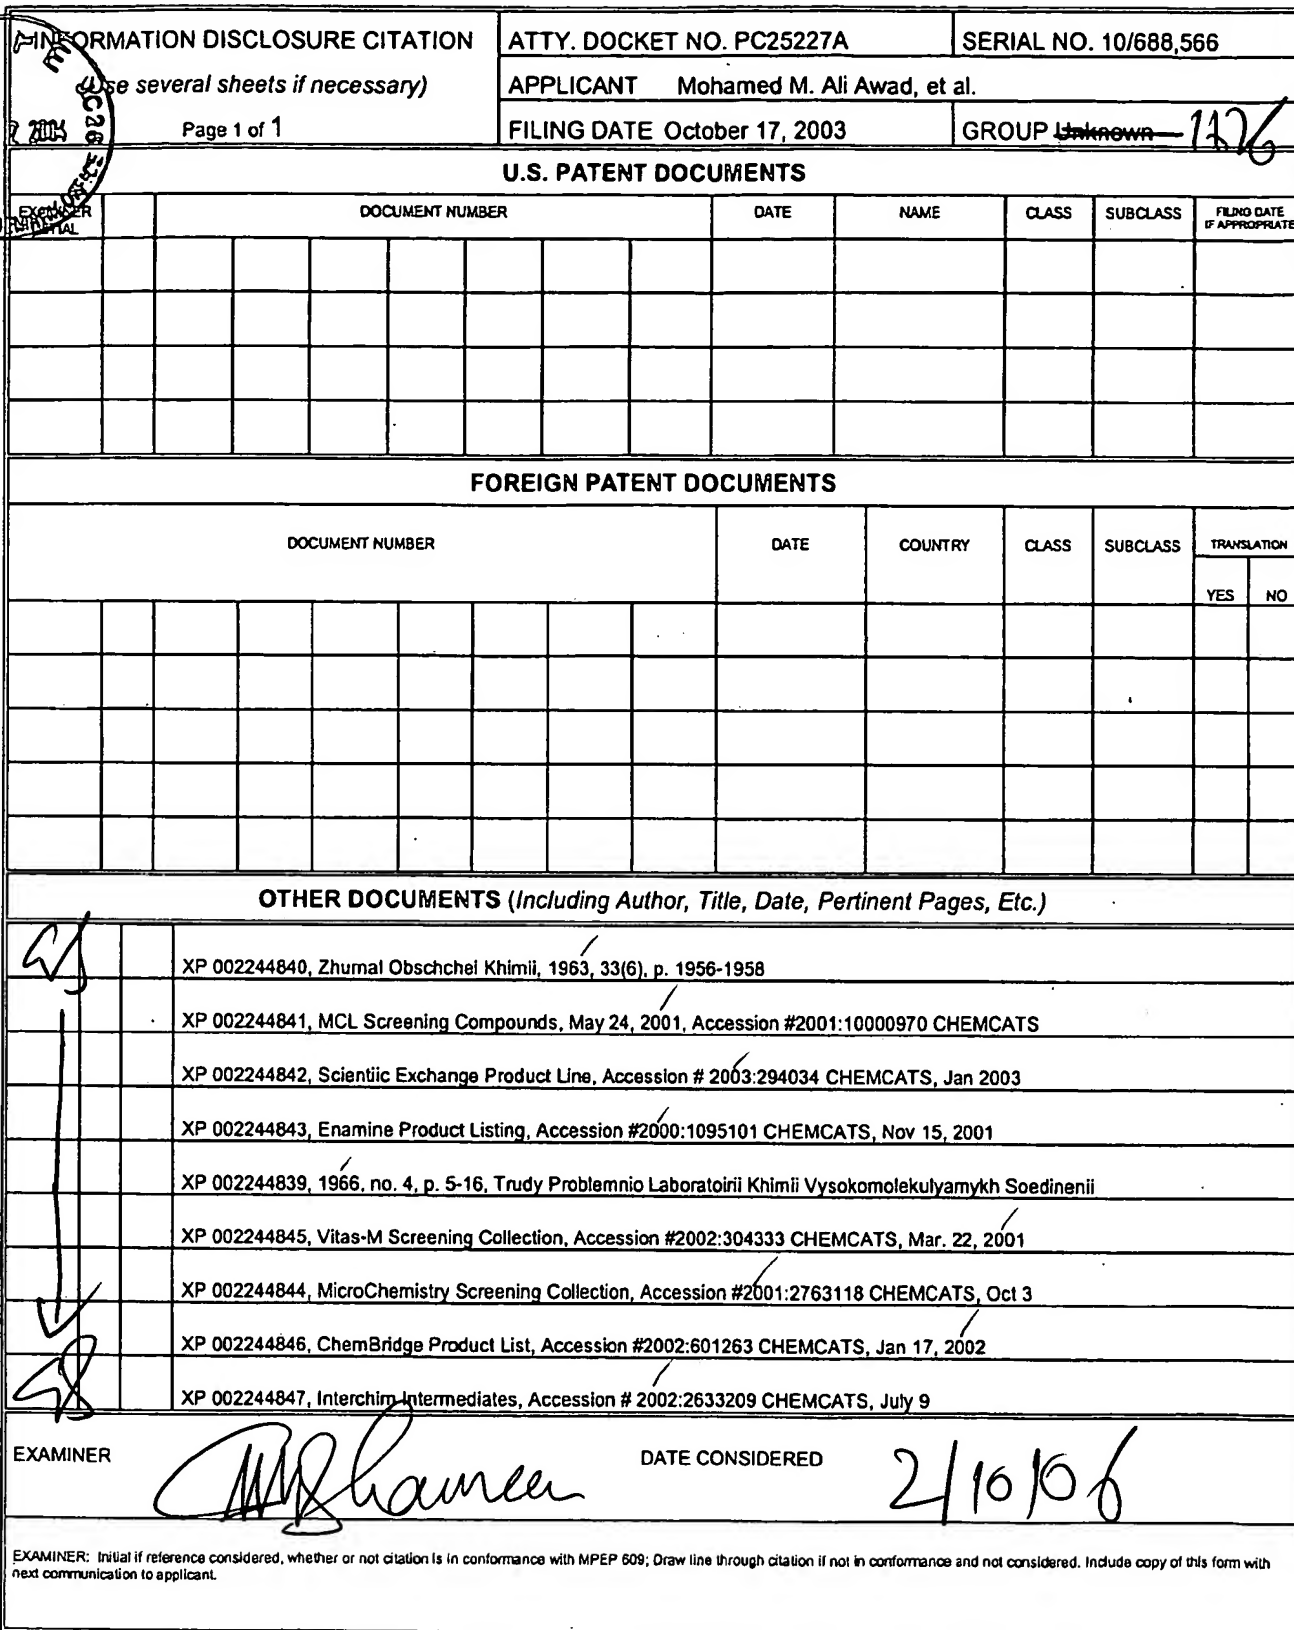 INFORMATION DISCLOSURE CITATION
(Use several sheets if necessary)
Page 1 of 1
ATTY. DOCKET NO. PC25227A
SERIAL NO. 10/688,566
APPLICANT Mohamed M. Ali Awad, et al.
FILING DATE October 17, 2003
GROUP Unknown
U.S. PATENT DOCUMENTS
EXAMINER INITIAL
DOCUMENT NUMBER
DATE
NAME
CLASS
SUBCLASS
FILING DATE
IF APPROPRIATE
FOREIGN PATENT DOCUMENTS
DOCUMENT NUMBER
DATE
COUNTRY
CLASS
SUBCLASS
TRANSLATION
YES
NO
OTHER DOCUMENTS (Including Author, Title, Date, Pertinent Pages, Etc.)
XP 002244840, Zhurnal Obschchei Khimii, 1963, 33(6), p. 1956-1958
XP 002244841, MCL Screening Compounds, May 24, 2001, Accession #2001:10000970 CHEMCATS
XP 002244842, Scientiic Exchange Product Line, Accession # 2003:294034 CHEMCATS, Jan 2003
XP 002244843, Enamine Product Listing, Accession #2000:1095101 CHEMCATS, Nov 15, 2001
XP 002244839, 1966, no. 4, p. 5-16, Trudy Problemnio Laboratoirii Khimii Vysokomolekulyarnykh Soedinenii
XP 002244845, Vitas-M Screening Collection, Accession #2002:304333 CHEMCATS, Mar. 22, 2001
XP 002244844, MicroChemistry Screening Collection, Accession #2001:2763118 CHEMCATS, Oct 3
XP 002244846, ChemBridge Product List, Accession #2002:601263 CHEMCATS, Jan 17, 2002
XP 002244847, Interchim Intermediates, Accession # 2002:2633209 CHEMCATS, July 9
EXAMINER
DATE CONSIDERED
2/10/06
EXAMINER: Initial if reference considered, whether or not citation is in conformance with MPEP 609; Draw line through citation if not in conformance and not considered. Include copy of this form with
next communication to applicant.